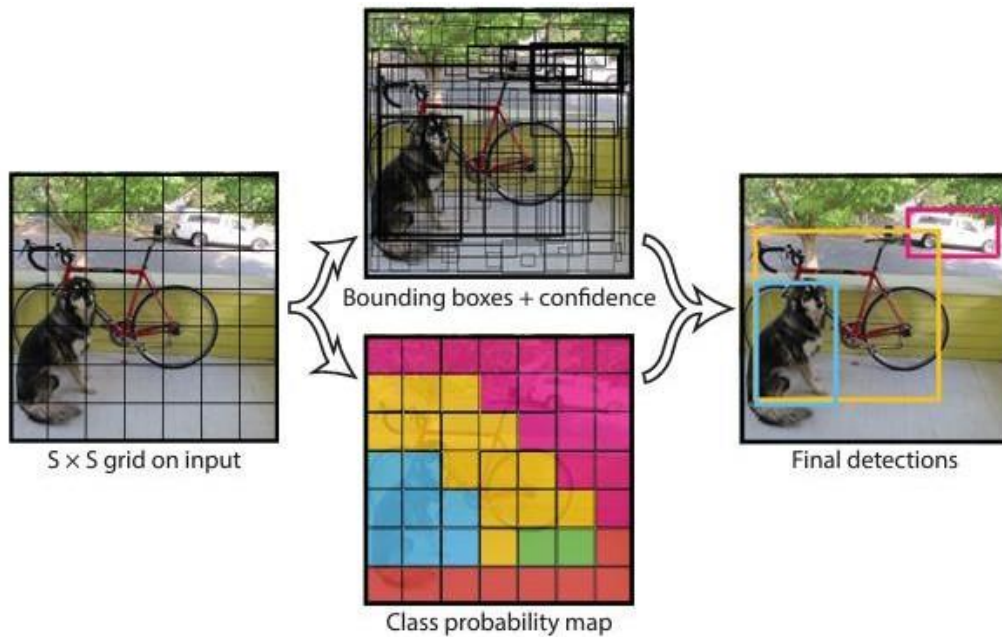 Bounding boxes + confidence
S × S grid on input
Final detections
Class probability map